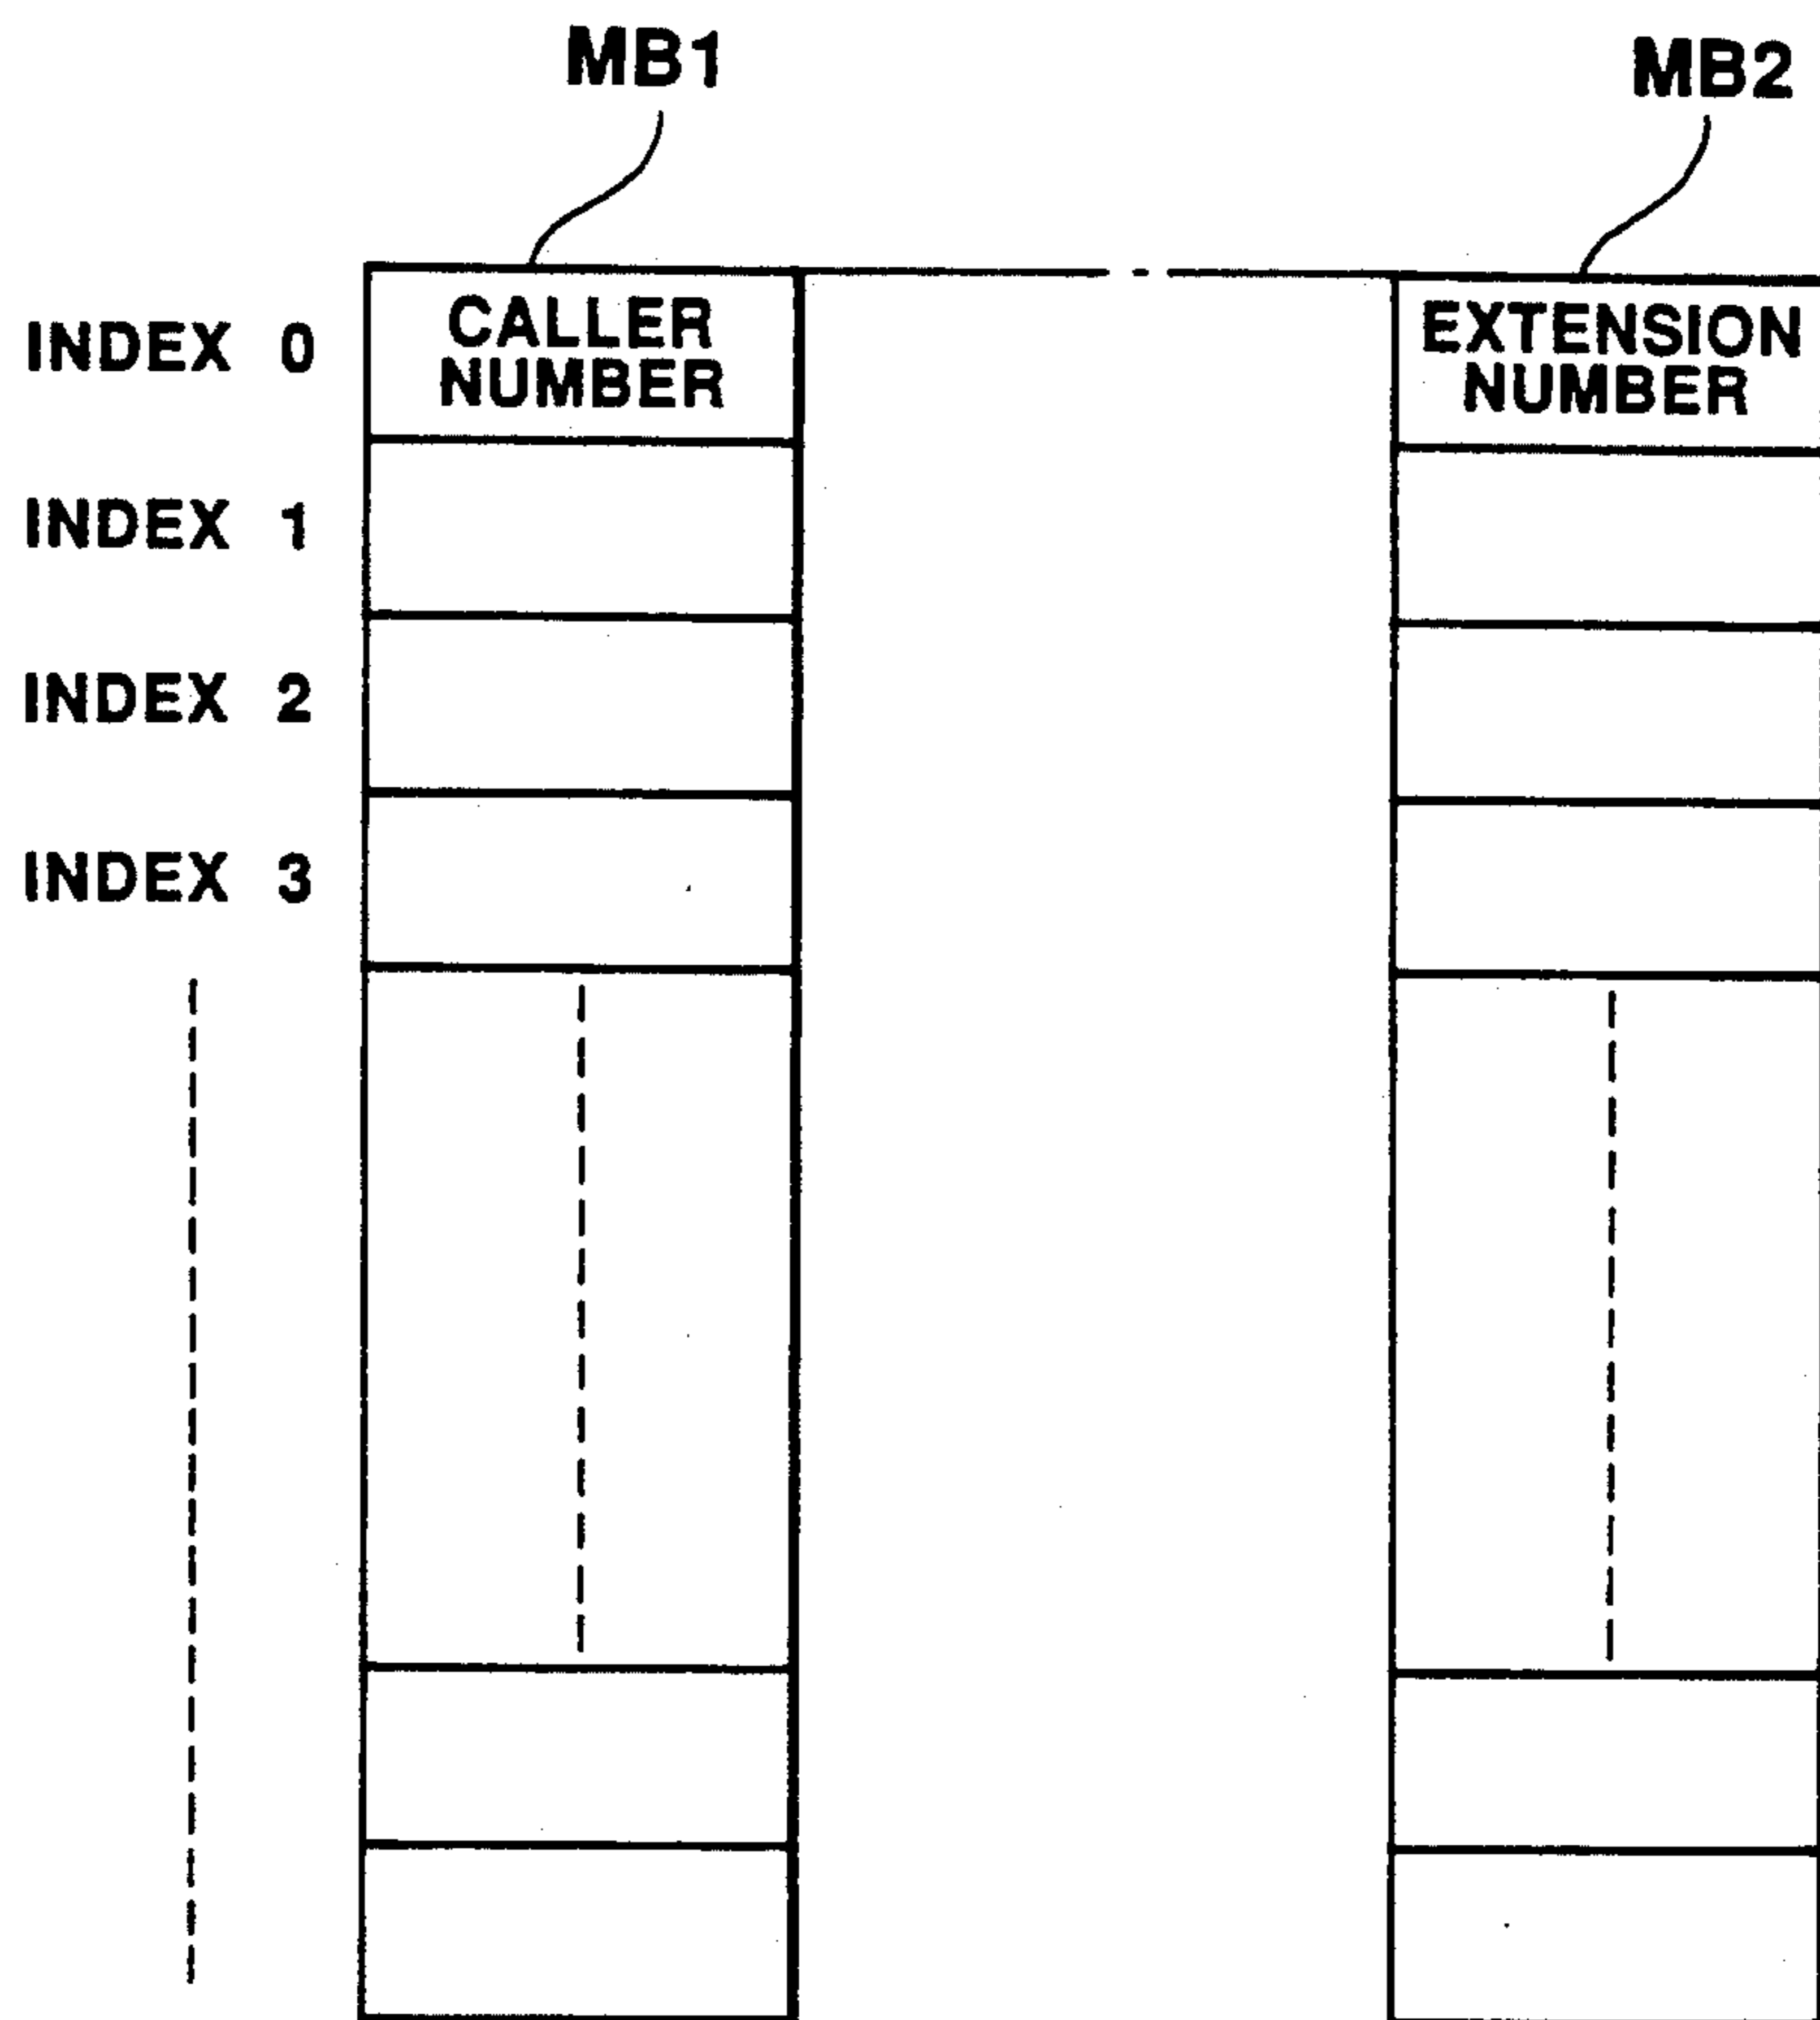 MB1
MB2
INDEX 0
CALLER
NUMBER
EXTENSION
NUMBER
INDEX 1
INDEX 2
INDEX 3